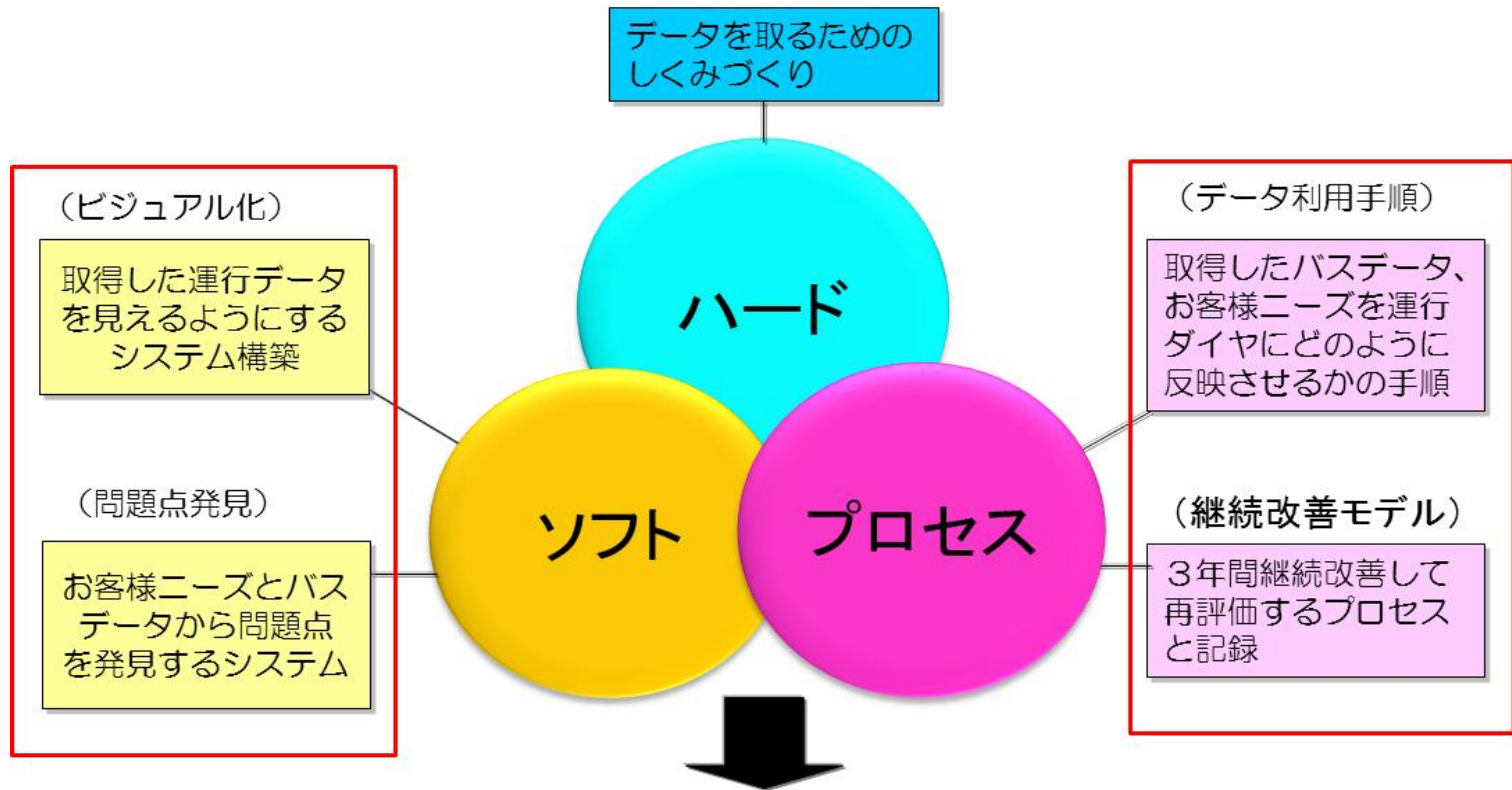 データを取るための
しくみづくり
ハード
（ビジュアル化）
取得した運行データ
を見えるようにする
システム構築
（問題点発見）
お客様ニーズとバス
データから問題点
を発見するシステム
ソフト
プロセス
（データ利用手順）
取得したバスデータ、
お客様ニーズを運行
ダイヤにどのように
反映させるかの手順
（継続改善モデル）
３年間継続改善して
再評価するプロセス
と記録